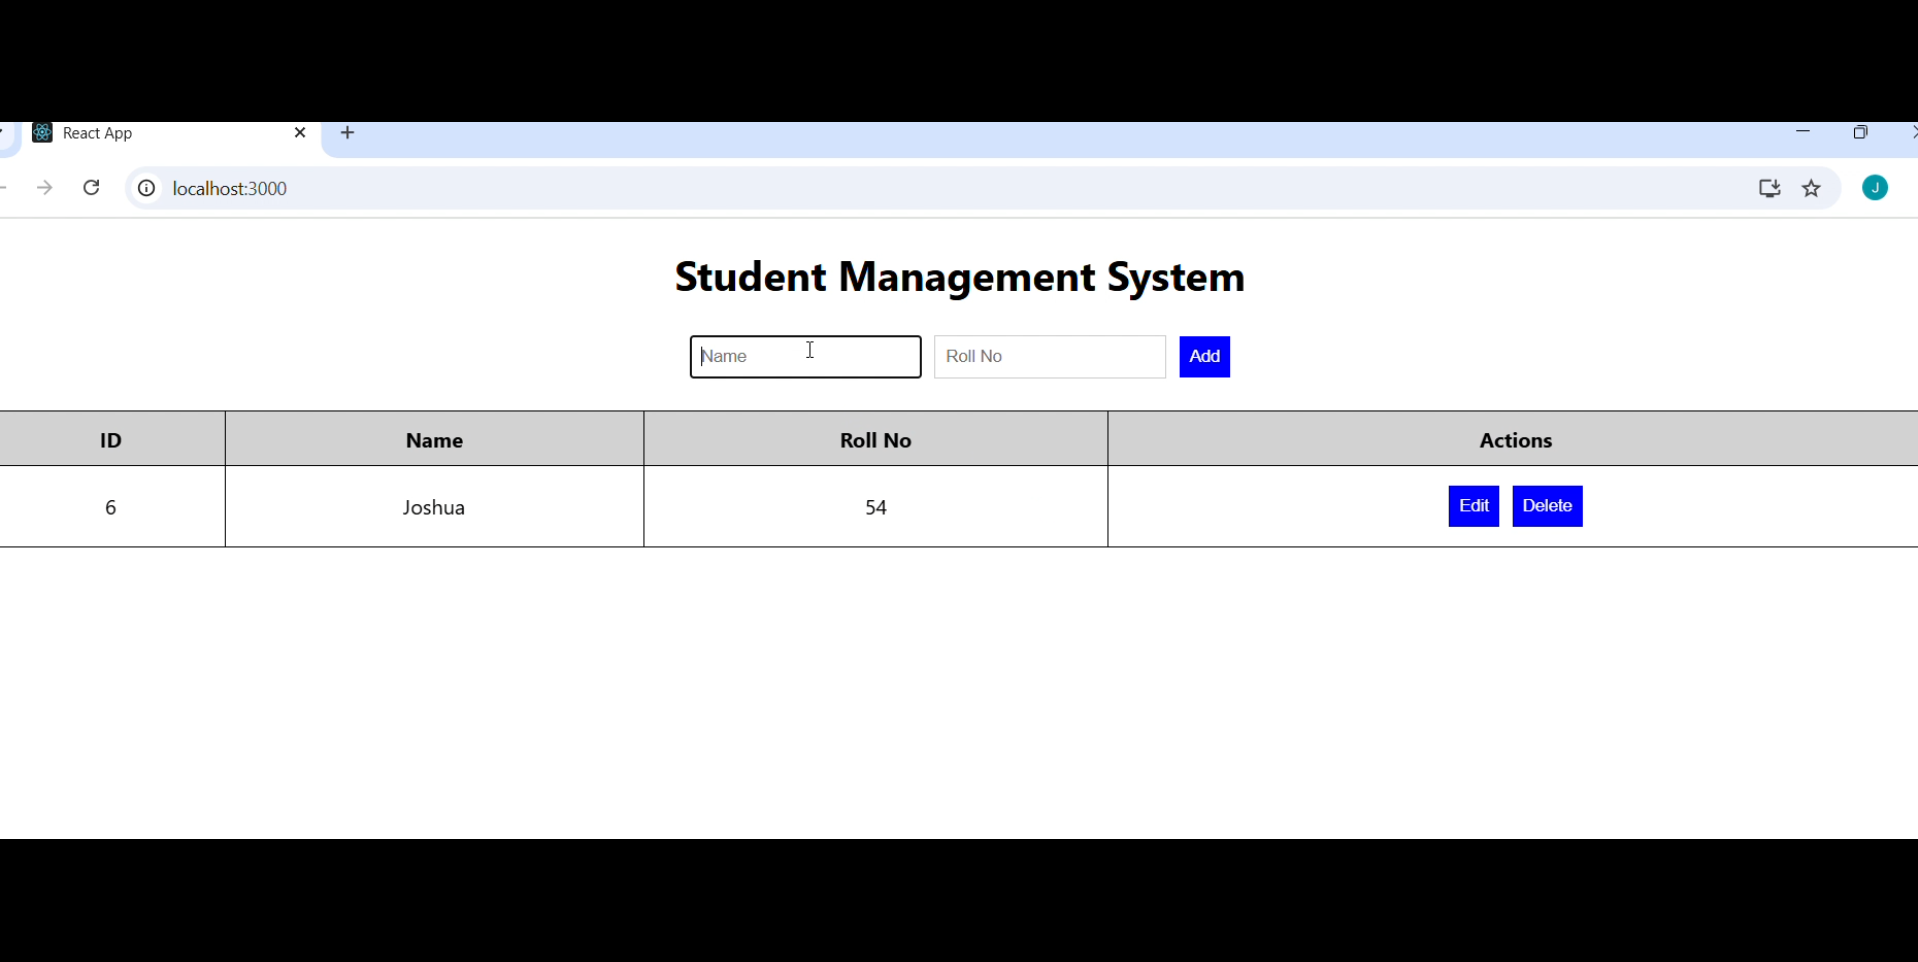 React App
localhost:3000
J
Student Management System
Name Roll No Add
ID Name Roll No Actions
6 Joshua 54 Edit Delete